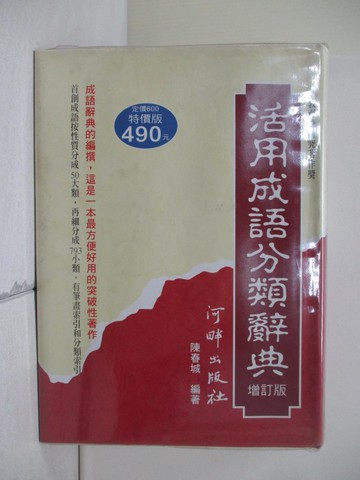 活用成語分類辭典
增訂版
定價600
特價版
490元
成語辭典的編撰，這是一本最方便好用的突破性著作
首創成語按性質分成50大類，再細分成793小類，有筆畫索引和分類索引
河畔出版社
陳春城 編著